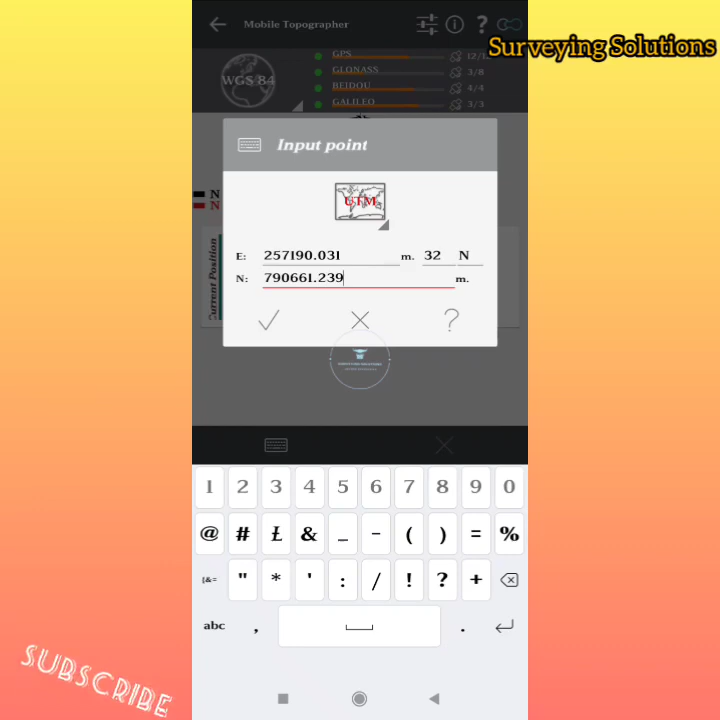 Mobile Topographer
?
Surveying Solutions
WGS 84
GPS
12/1
GLONASS
3/8
BEIDOU
4/4
GALILEO
3/3
Input point
UTM
N
N
Current Position
E: 257190.031 m. 32 N
N: 790661.239 m.
?
1 2 3 4 5 6 7 8 9 0
@ # £ & _ - ( ) = %
{&= " * ' : / ! ? +
abc , .
SUBSCRIBE